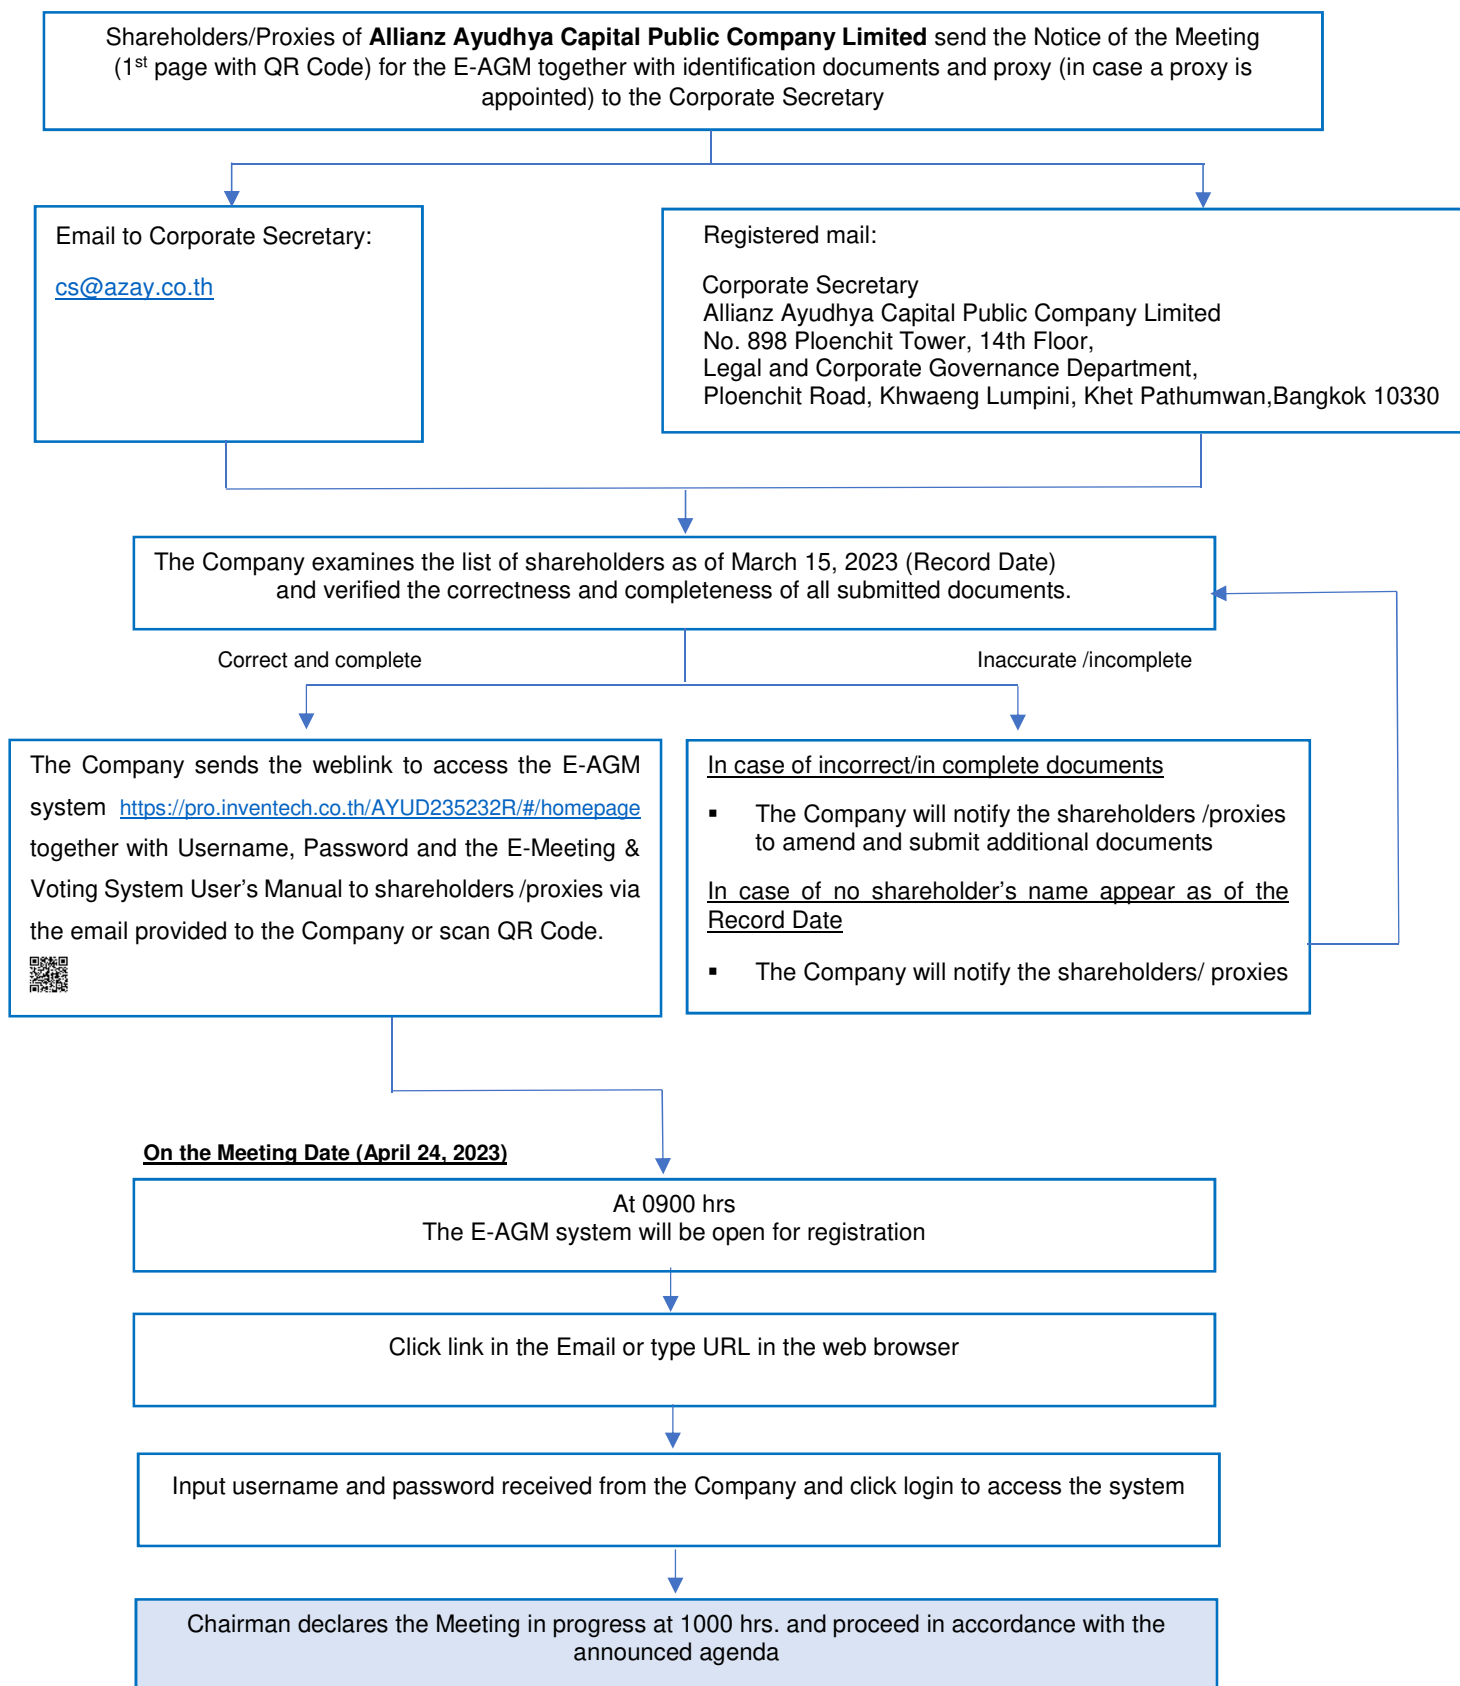 Shareholders/Proxies of Allianz Ayudhya Capital Public Company Limited send the Notice of the Meeting
(1st page with QR Code) for the E-AGM together with identification documents and proxy (in case a proxy is
appointed) to the Corporate Secretary
Email to Corporate Secretary:
cs@azay.co.th
Registered mail:
Corporate Secretary
Allianz Ayudhya Capital Public Company Limited
No. 898 Ploenchit Tower, 14th Floor,
Legal and Corporate Governance Department,
Ploenchit Road, Khwaeng Lumpini, Khet Pathumwan,Bangkok 10330
The Company examines the list of shareholders as of March 15, 2023 (Record Date)
and verified the correctness and completeness of all submitted documents.
Correct and complete
Inaccurate /incomplete
The Company sends the weblink to access the E-AGM
system https://pro.inventech.co.th/AYUD235232R/#/homepage
together with Username, Password and the E-Meeting &
Voting System User’s Manual to shareholders /proxies via
the email provided to the Company or scan QR Code.
In case of incorrect/in complete documents
▪ The Company will notify the shareholders /proxies
to amend and submit additional documents
In case of no shareholder’s name appear as of the
Record Date
▪ The Company will notify the shareholders/ proxies
On the Meeting Date (April 24, 2023)
At 0900 hrs
The E-AGM system will be open for registration
Click link in the Email or type URL in the web browser
Input username and password received from the Company and click login to access the system
Chairman declares the Meeting in progress at 1000 hrs. and proceed in accordance with the
announced agenda